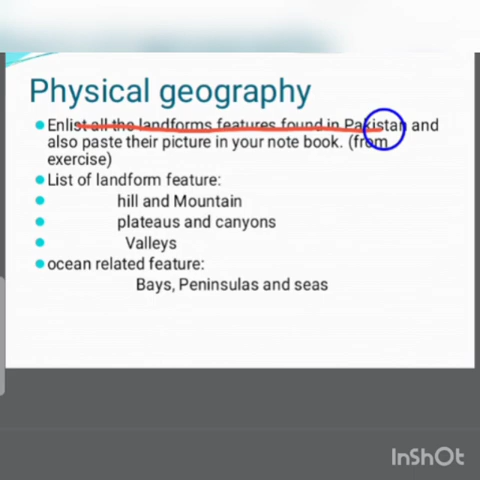 Physical geography
Enlist all the landforms features found in Pakistan and
also paste their picture in your note book. (from
exercise)
List of landform feature:
hill and Mountain
plateaus and canyons
Valleys
ocean related feature:
Bays, Peninsulas and seas
InShOt